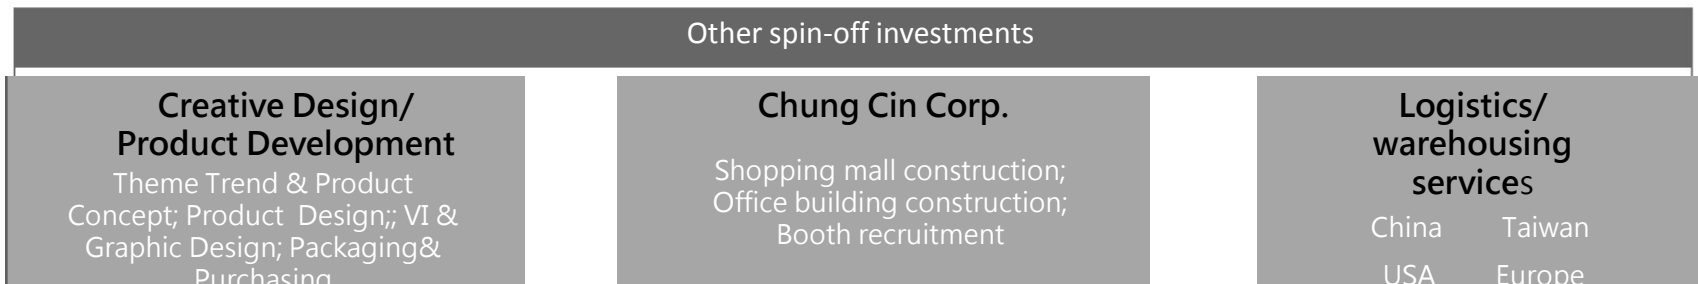 Other spin-off investments
Creative Design/
Product Development
Theme Trend & Product
Concept; Product  Design;; VI &
Graphic Design; Packaging&
Purchasing
Chung Cin Corp.
Shopping mall construction;
Office building construction;
Booth recruitment
Logistics/
warehousing
services
China Taiwan
USA Europe